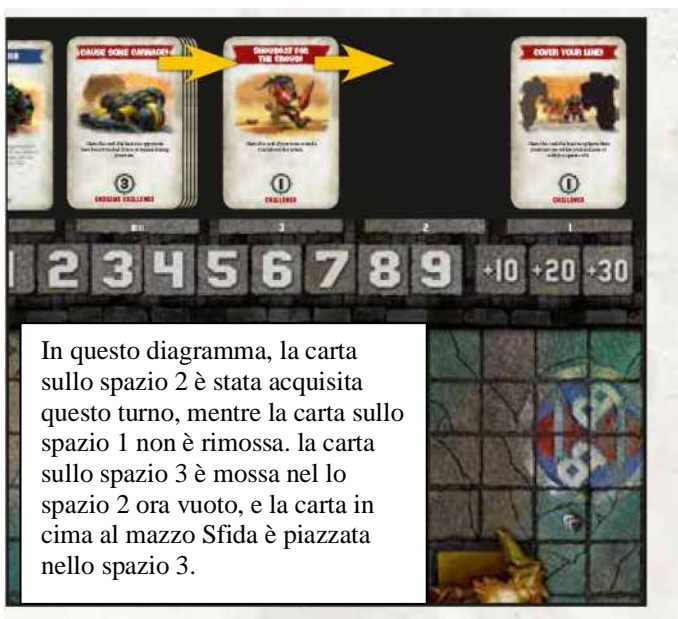 CAUSE SOME CARNAGE!
SHOWBOAT FOR
THE CROWD!
COVER YOUR LINE!
3
1
1
ENDGAME CHALLENGE
CHALLENGE
CHALLENGE
3
2
1
2 3 4 5 6 7 8 9 +10 +20 +30
In questo diagramma, la carta
sullo spazio 2 è stata acquisita
questo turno, mentre la carta sullo
spazio 1 non è rimossa. la carta
sullo spazio 3 è mossa nel lo
spazio 2 ora vuoto, e la carta in
cima al mazzo Sfida è piazzata
nello spazio 3.